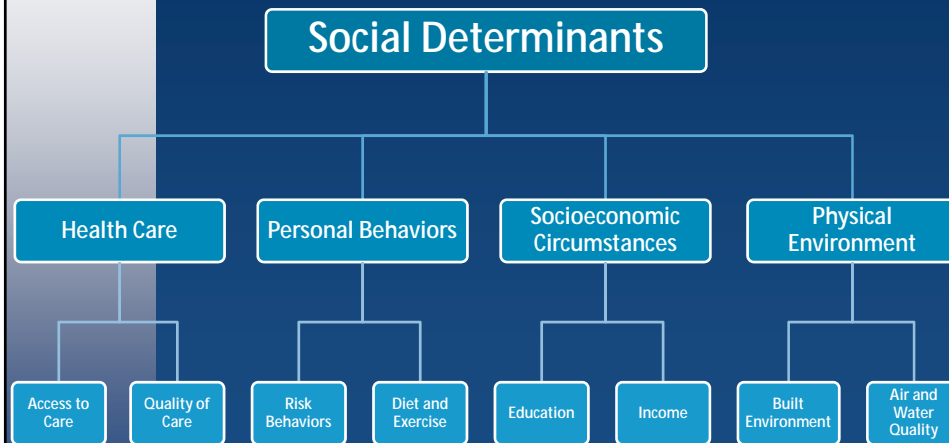 Social Determinants
Health Care
Personal Behaviors
Socioeconomic
Circumstances
Physical
Environment
Access to
Care
Quality of
Care
Risk
Behaviors
Diet and
Exercise
Education
Income
Built
Environment
Air and
Water
Quality